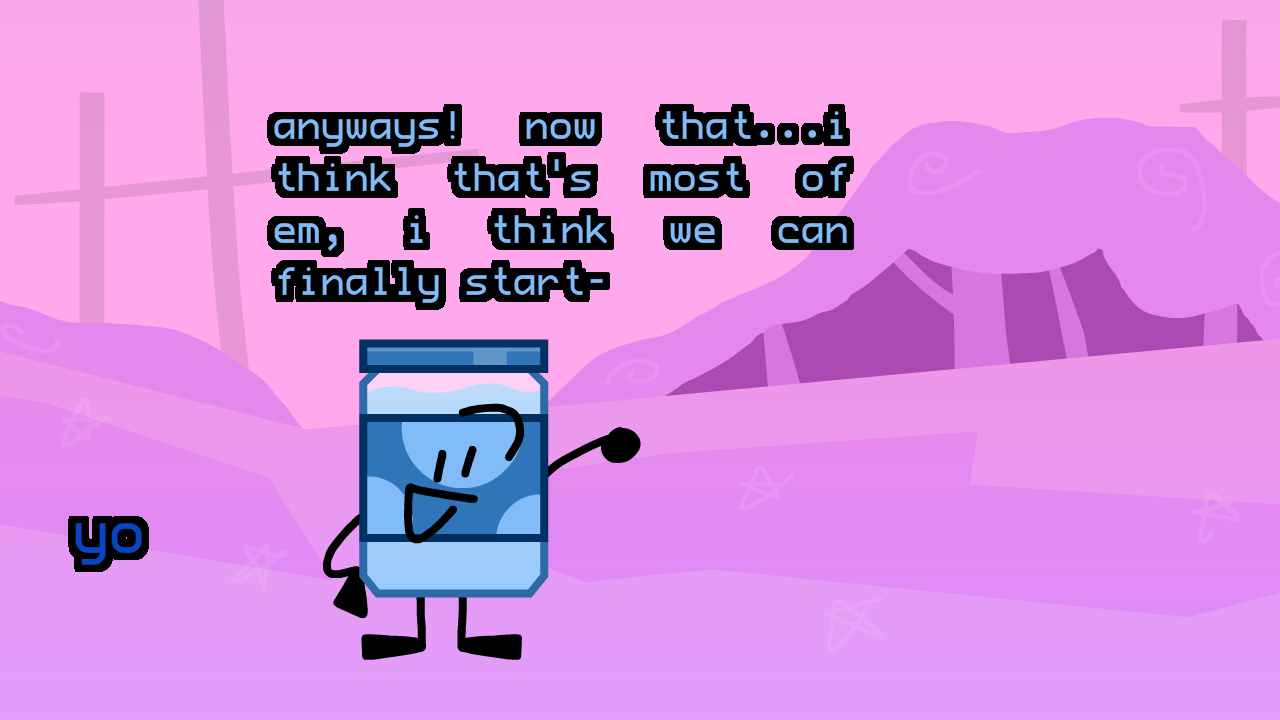 anyways! now that...i
think that's most of
em, i think we can
finally start-
yo